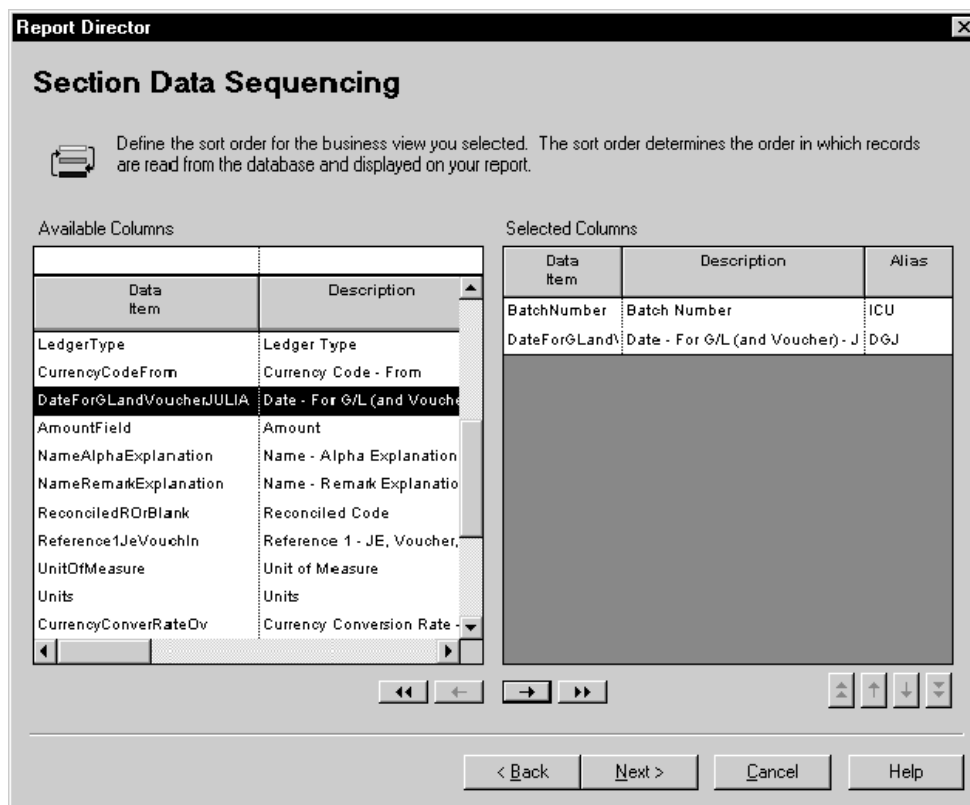 Report Director
Section Data Sequencing
Define the sort order for the business view you selected. The sort order determines the order in which records
are read from the database and displayed on your report.
Available Columns
Data Item Description
LedgerType Ledger Type
CurrencyCodeFrom Currency Code - From
DateForGLandVoucherJULIA Date - For G/L (and Vouche
AmountField Amount
NameAlphaExplanation Name - Alpha Explanation
NameRemarkExplanation Name - Remark Explanatio
ReconciledROrBlank Reconciled Code
Reference1JeVouchIn Reference 1 - JE, Voucher,
UnitOfMeasure Unit of Measure
Units Units
CurrencyConverRateOv Currency Conversion Rate -
Selected Columns
Data Item Description Alias
BatchNumber Batch Number ICU
DateForGLand\ Date - For G/L (and Voucher) - J DGJ
< Back Next > Cancel Help